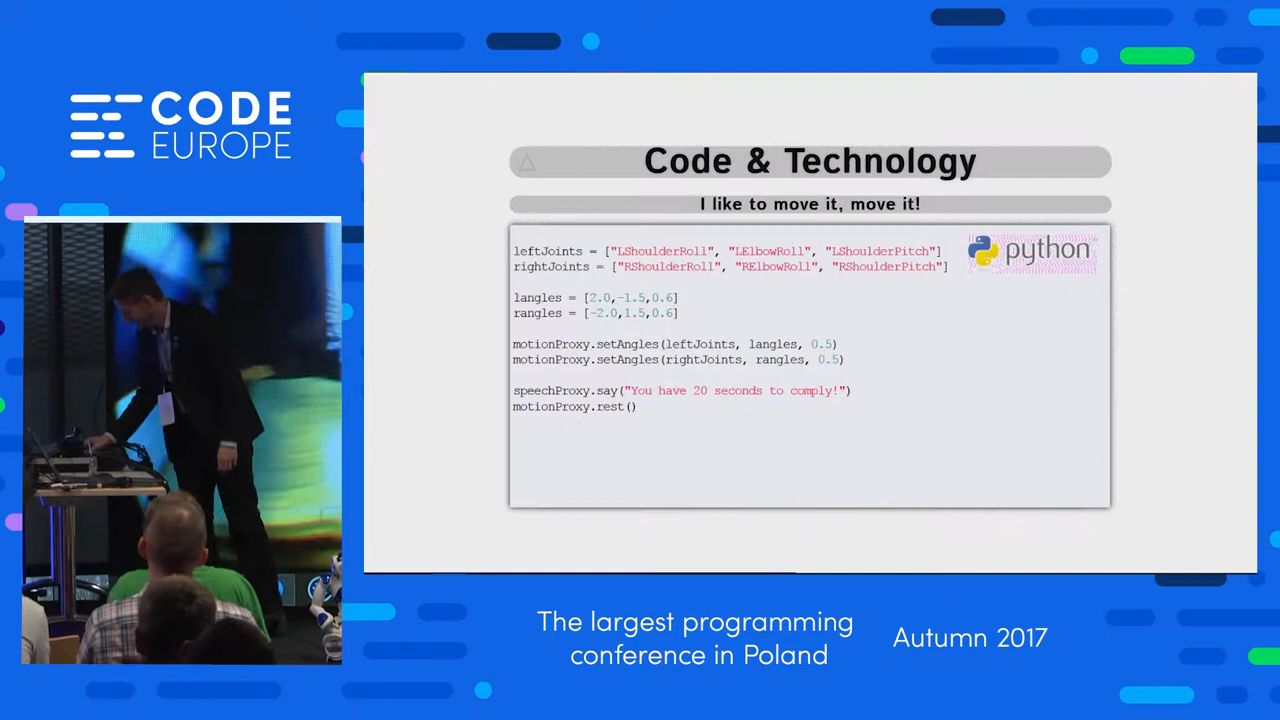 CODE
EUROPE
Code & Technology
I like to move it, move it!
python
leftJoints = ["LShoulderRoll", "LElbowRoll", "LShoulderPitch"]
rightJoints = ["RShoulderRoll", "RElbowRoll", "RShoulderPitch"]
langles = [2.0,-1.5,0.6]
rangles = [-2.0,1.5,0.6]
motionProxy.setAngles(leftJoints, langles, 0.5)
motionProxy.setAngles(rightJoints, rangles, 0.5)
speechProxy.say("You have 20 seconds to comply!")
motionProxy.rest()
The largest programming
conference in Poland
Autumn 2017